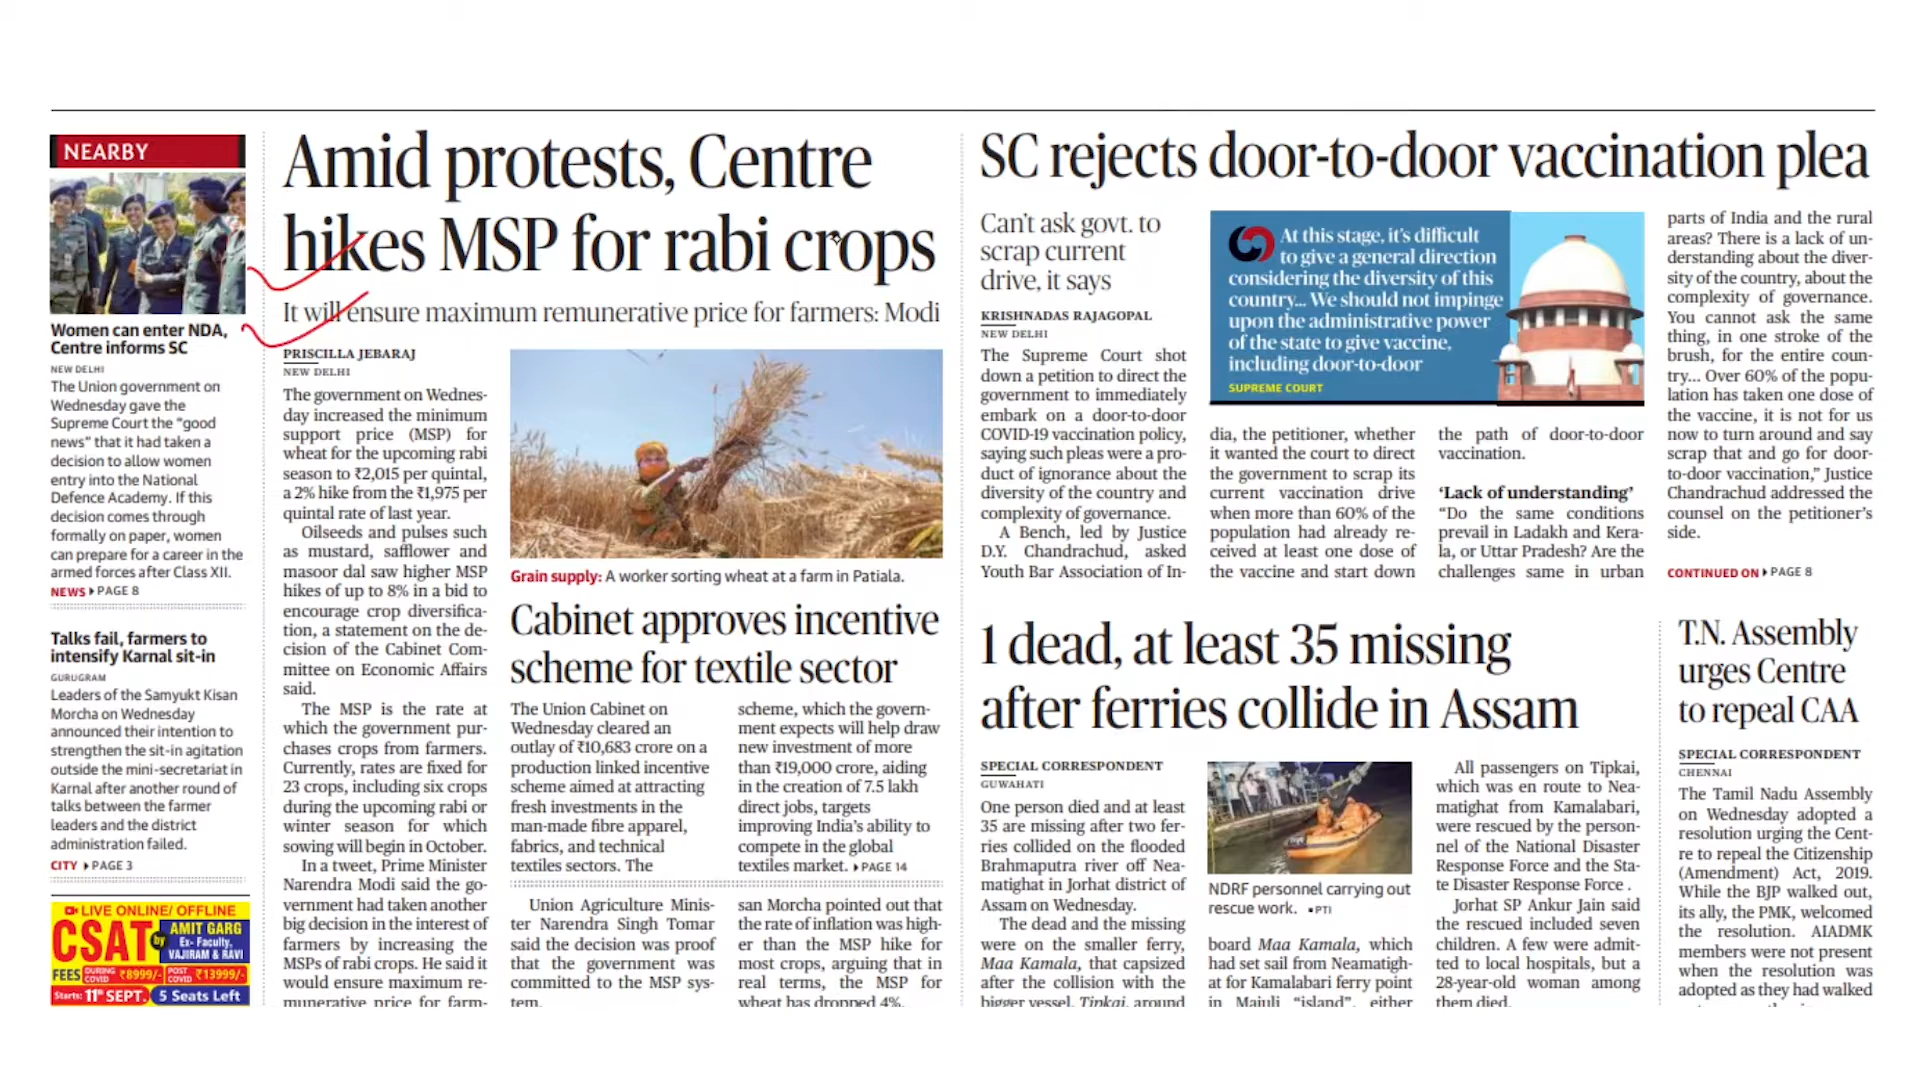 NEARBY
Women can enter NDA,
Centre informs SC
NEW DELHI
The Union government on
Wednesday gave the
Supreme Court the “good
news” that it had taken a
decision to allow women
entry into the National
Defence Academy. If this
decision comes through
formally on paper, women
can prepare for a career in the
armed forces after Class XII.
NEWS PAGE 8
Talks fail, farmers to
intensify Karnal sit-in
GURUGRAM
Leaders of the Samyukt Kisan
Morcha on Wednesday
announced their intention to
strengthen the sit-in agitation
outside the mini-secretariat in
Karnal after another round of
talks between the farmer
leaders and the district
administration failed.
CITY PAGE 3
LIVE ONLINE/ OFFLINE
CSAT by AMIT GARG
Ex- Faculty,
VAJIRAM & RAVI
FEES DURING COVID ₹8999/- POST COVID ₹13999/-
Starts: 11th SEPT. 5 Seats Left
Amid protests, Centre
hikes MSP for rabi crops
It will ensure maximum remunerative price for farmers: Modi
PRISCILLA JEBARAJ
NEW DELHI
The government on Wednes-
day increased the minimum
support price (MSP) for
wheat for the upcoming rabi
season to ₹2,015 per quintal,
a 2% hike from the ₹1,975 per
quintal rate of last year.
Oilseeds and pulses such
as mustard, safflower and
masoor dal saw higher MSP
hikes of up to 8% in a bid to
encourage crop diversifica-
tion, a statement on the de-
cision of the Cabinet Com-
mittee on Economic Affairs
said.
The MSP is the rate at
which the government pur-
chases crops from farmers.
Currently, rates are fixed for
23 crops, including six crops
during the upcoming rabi or
winter season for which
sowing will begin in October.
In a tweet, Prime Minister
Narendra Modi said the go-
vernment had taken another
big decision in the interest of
farmers by increasing the
MSPs of rabi crops. He said it
would ensure maximum re-
munerative price for farm-
Grain supply: A worker sorting wheat at a farm in Patiala.
Cabinet approves incentive
scheme for textile sector
The Union Cabinet on
Wednesday cleared an
outlay of ₹10,683 crore on a
production linked incentive
scheme aimed at attracting
fresh investments in the
man-made fibre apparel,
fabrics, and technical
textiles sectors. The
scheme, which the govern-
ment expects will help draw
new investment of more
than ₹19,000 crore, aiding
in the creation of 7.5 lakh
direct jobs, targets
improving India’s ability to
compete in the global
textiles market. PAGE 14
Union Agriculture Minis-
ter Narendra Singh Tomar
said the decision was proof
that the government was
committed to the MSP sys-
tem.
san Morcha pointed out that
the rate of inflation was high-
er than the MSP hike for
most crops, arguing that in
real terms, the MSP for
wheat has dropped 4%.
SC rejects door-to-door vaccination plea
Can’t ask govt. to
scrap current
drive, it says
KRISHNADAS RAJAGOPAL
NEW DELHI
The Supreme Court shot
down a petition to direct the
government to immediately
embark on a door-to-door
COVID-19 vaccination policy,
saying such pleas were a pro-
duct of ignorance about the
diversity of the country and
complexity of governance.
A Bench, led by Justice
D.Y. Chandrachud, asked
Youth Bar Association of In-
At this stage, it’s difficult
to give a general direction
considering the diversity of this
country... We should not impinge
upon the administrative power
of the state to give vaccine,
including door-to-door
SUPREME COURT
dia, the petitioner, whether
it wanted the court to direct
the government to scrap its
current vaccination drive
when more than 60% of the
population had already re-
ceived at least one dose of
the vaccine and start down
the path of door-to-door
vaccination.
‘Lack of understanding’
“Do the same conditions
prevail in Ladakh and Kera-
la, or Uttar Pradesh? Are the
challenges same in urban
parts of India and the rural
areas? There is a lack of un-
derstanding about the diver-
sity of the country, about the
complexity of governance.
You cannot ask the same
thing, in one stroke of the
brush, for the entire coun-
try... Over 60% of the popu-
lation has taken one dose of
the vaccine, it is not for us
now to turn around and say
scrap that and go for door-
to-door vaccination,” Justice
Chandrachud addressed the
counsel on the petitioner’s
side.
CONTINUED ON PAGE 8
1 dead, at least 35 missing
after ferries collide in Assam
SPECIAL CORRESPONDENT
GUWAHATI
One person died and at least
35 are missing after two fer-
ries collided on the flooded
Brahmaputra river off Nea-
matighat in Jorhat district of
Assam on Wednesday.
The dead and the missing
were on the smaller ferry,
Maa Kamala, that capsized
after the collision with the
bigger vessel, Tipkai, around
NDRF personnel carrying out
rescue work. PTI
board Maa Kamala, which
had set sail from Neamatigh-
at for Kamalabari ferry point
in Majuli “island”, either
All passengers on Tipkai,
which was en route to Nea-
matighat from Kamalabari,
were rescued by the person-
nel of the National Disaster
Response Force and the Sta-
te Disaster Response Force .
Jorhat SP Ankur Jain said
the rescued included seven
children. A few were admit-
ted to local hospitals, but a
28-year-old woman among
them died.
T.N. Assembly
urges Centre
to repeal CAA
SPECIAL CORRESPONDENT
CHENNAI
The Tamil Nadu Assembly
on Wednesday adopted a
resolution urging the Cent-
re to repeal the Citizenship
(Amendment) Act, 2019.
While the BJP walked out,
its ally, the PMK, welcomed
the resolution. AIADMK
members were not present
when the resolution was
adopted as they had walked